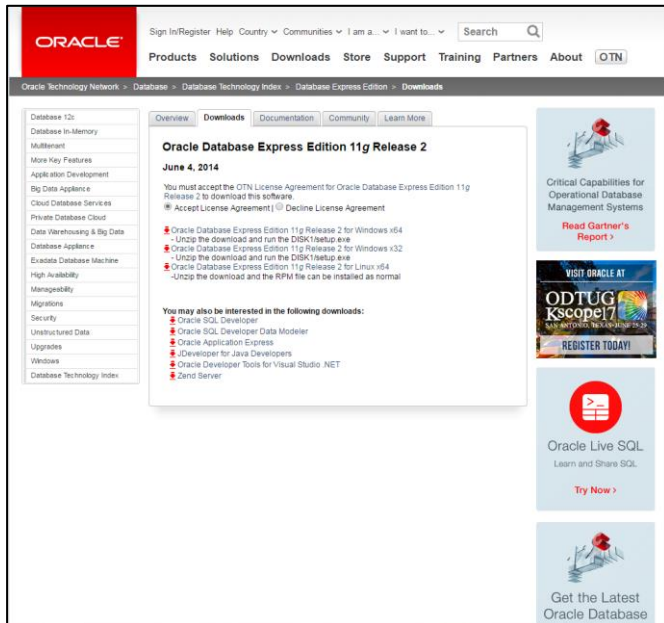 ORACLE
Sign In/Register Help Country Communities I am a... I want to... Search
Products Solutions Downloads Store Support Training Partners About OTN
Oracle Technology Network > Database > Database Technology Index > Database Express Edition > Downloads
Database 12c
Database In-Memory
Multitenant
More Key Features
Application Development
Big Data Appliance
Cloud Database Services
Private Database Cloud
Data Warehousing & Big Data
Database Appliance
Exadata Database Machine
High Availability
Manageability
Migrations
Security
Unstructured Data
Upgrades
Windows
Database Technology Index
Overview Downloads Documentation Community Learn More
Oracle Database Express Edition 11g Release 2
June 4, 2014
You must accept the OTN License Agreement for Oracle Database Express Edition 11g
Release 2 to download this software.
Accept License Agreement | Decline License Agreement
Oracle Database Express Edition 11g Release 2 for Windows x64
- Unzip the download and run the DISK1/setup.exe
Oracle Database Express Edition 11g Release 2 for Windows x32
- Unzip the download and run the DISK1/setup.exe
Oracle Database Express Edition 11g Release 2 for Linux x64
-Unzip the download and the RPM file can be installed as normal
You may also be interested in the following downloads:
Oracle SQL Developer
Oracle SQL Developer Data Modeler
Oracle Application Express
JDeveloper for Java Developers
Oracle Developer Tools for Visual Studio .NET
Zend Server
Critical Capabilities for
Operational Database
Management Systems
Read Gartner's
Report >
VISIT ORACLE AT
ODTUG
Kscope17
SAN ANTONIO, TEXAS JUNE 25-29
REGISTER TODAY!
Oracle Live SQL
Learn and Share SQL
Try Now >
Get the Latest
Oracle Database